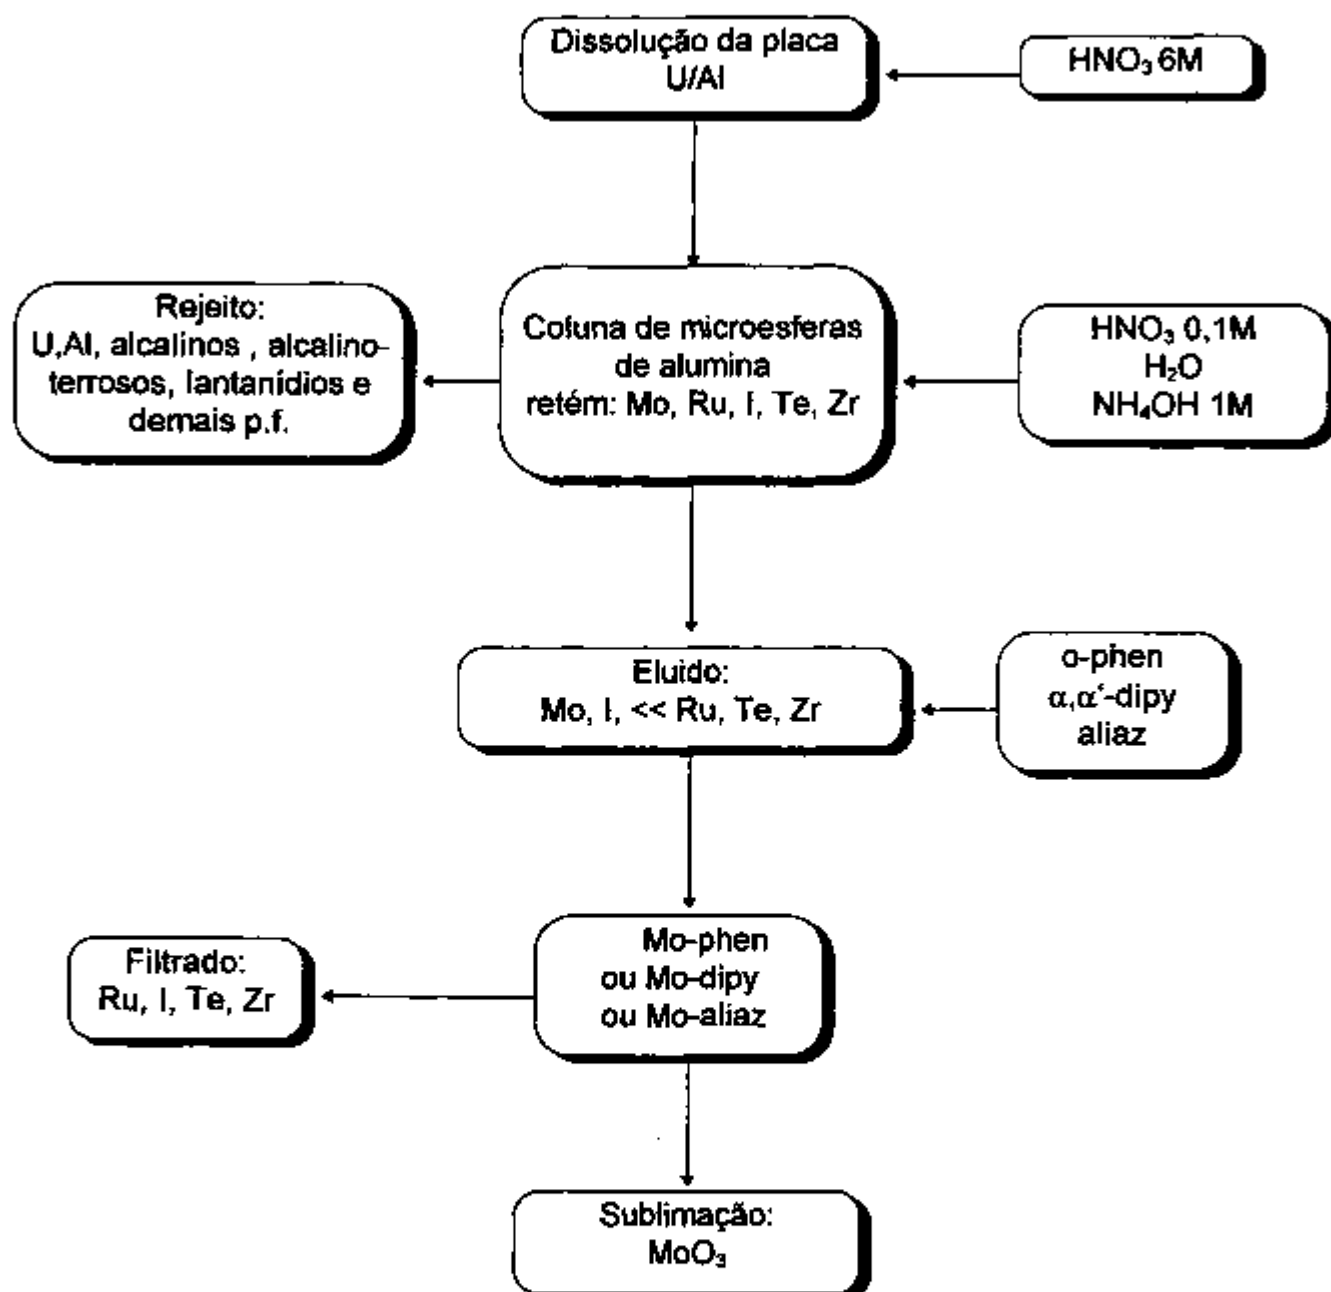 Dissolução da placa
U/Al
HNO₃ 6M
Rejeito:
U,Al, alcalinos , alcalino-
terrosos, lantanídios e
demais p.f.
Coluna de microesferas
de alumina
retém: Mo, Ru, I, Te, Zr
HNO₃ 0,1M
H₂O
NH₄OH 1M
Eluido:
Mo, I, << Ru, Te, Zr
o-phen
α,α'-dipy
aliaz
Mo-phen
ou Mo-dipy
ou Mo-aliaz
Filtrado:
Ru, I, Te, Zr
Sublimação:
MoO₃